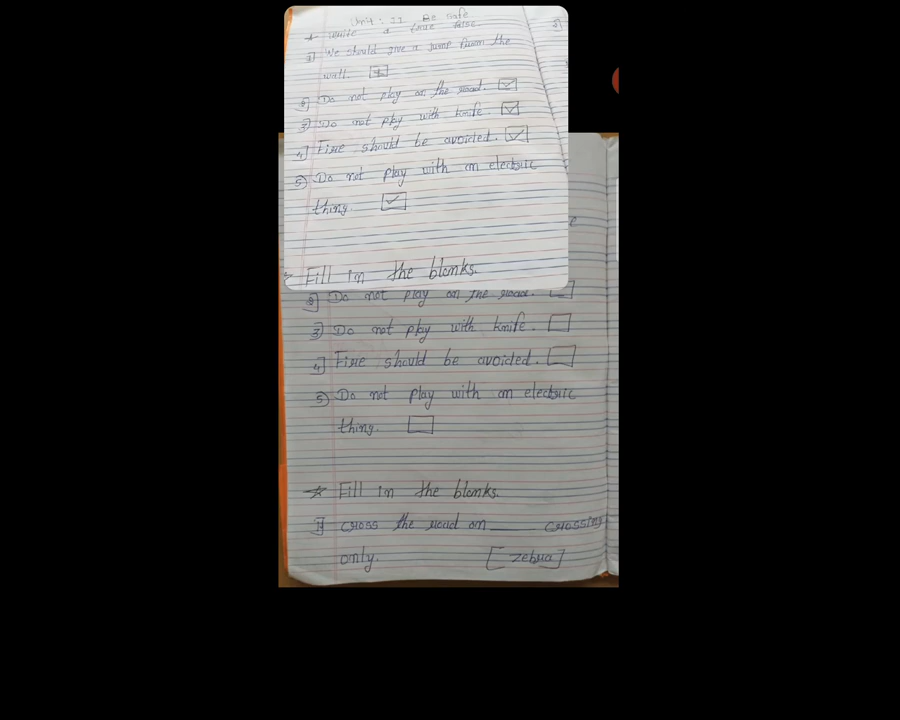 Unit : 11 Be safe
* write a true false.
1) We should give a jump from the
wall. [×]
2) Do not play on the road. [✓]
3) Do not play with knife. [✓]
4) Fire should be avoided. [✓]
5) Do not play with an electric
thing. [✓]
* Fill in the blanks.
2) Do not play on the road.
3) Do not play with knife.
4) Fire should be avoided.
5) Do not play with an electric
thing.
* Fill in the blanks.
1) cross the road on ______ crossing
only. [zebra]